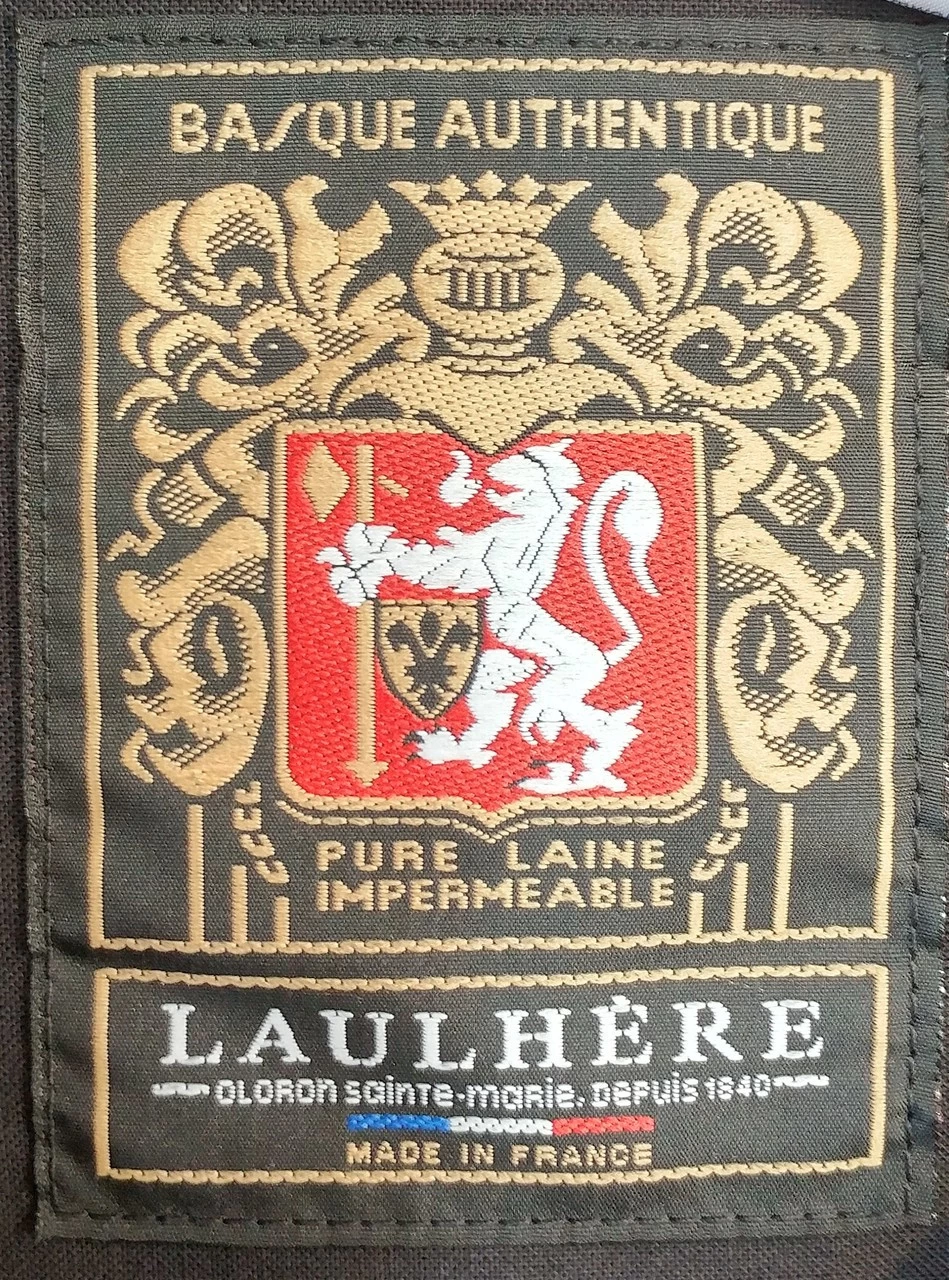 BASQUE AUTHENTIQUE
PURE LAINE
IMPERMEABLE
LAULHÈRE
OLORON SAINTE-MARIE, DEPUIS 1840
MADE IN FRANCE